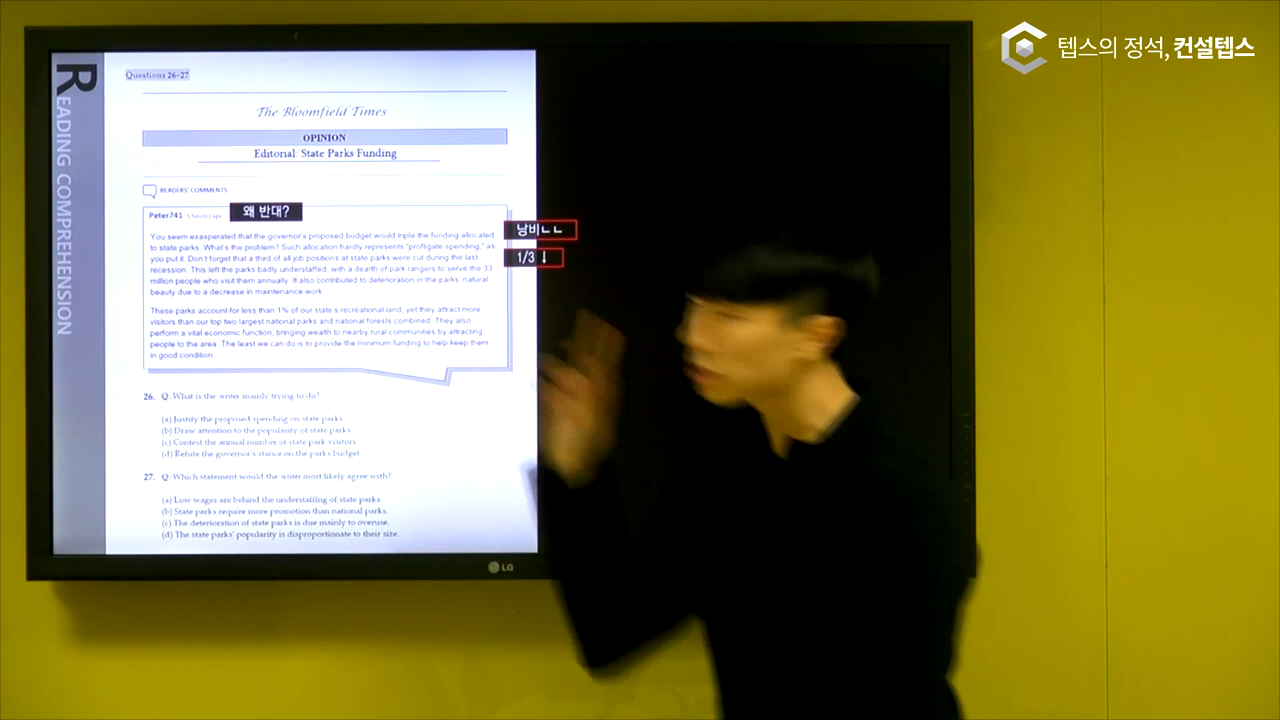 텝스의 정석, 컨설텝스
READING COMPREHENSION
Questions 26-27
The Bloomfield Times
OPINION
Editorial: State Parks Funding
READERS' COMMENTS
Peter741 5 hours ago
왜 반대?
You seem exasperated that the governor's proposed budget would triple the funding allocated
낭비ㄴㄴ
to state parks. What's the problem? Such allocation hardly represents "profligate spending," as
you put it. Don't forget that a third of all job positions at state parks were cut during the last
1/3 ↓
recession. This left the parks badly understaffed, with a dearth of park rangers to serve the 33
million people who visit them annually. It also contributed to deterioration in the parks' natural
beauty due to a decrease in maintenance work.
These parks account for less than 1% of our state's recreational land, yet they attract more
visitors than our top two largest national parks and national forests combined. They also
perform a vital economic function, bringing wealth to nearby rural communities by attracting
people to the area. The least we can do is to provide the minimum funding to help keep them
in good condition.
26. Q: What is the writer mainly trying to do?
(a) Justify the proposed spending on state parks
(b) Draw attention to the popularity of state parks
(c) Contest the annual number of state park visitors
(d) Refute the governor's stance on the parks budget
27. Q: Which statement would the writer most likely agree with?
(a) Low wages are behind the understaffing of state parks.
(b) State parks require more promotion than national parks.
(c) The deterioration of state parks is due mainly to overuse.
(d) The state parks' popularity is disproportionate to their size.
LG